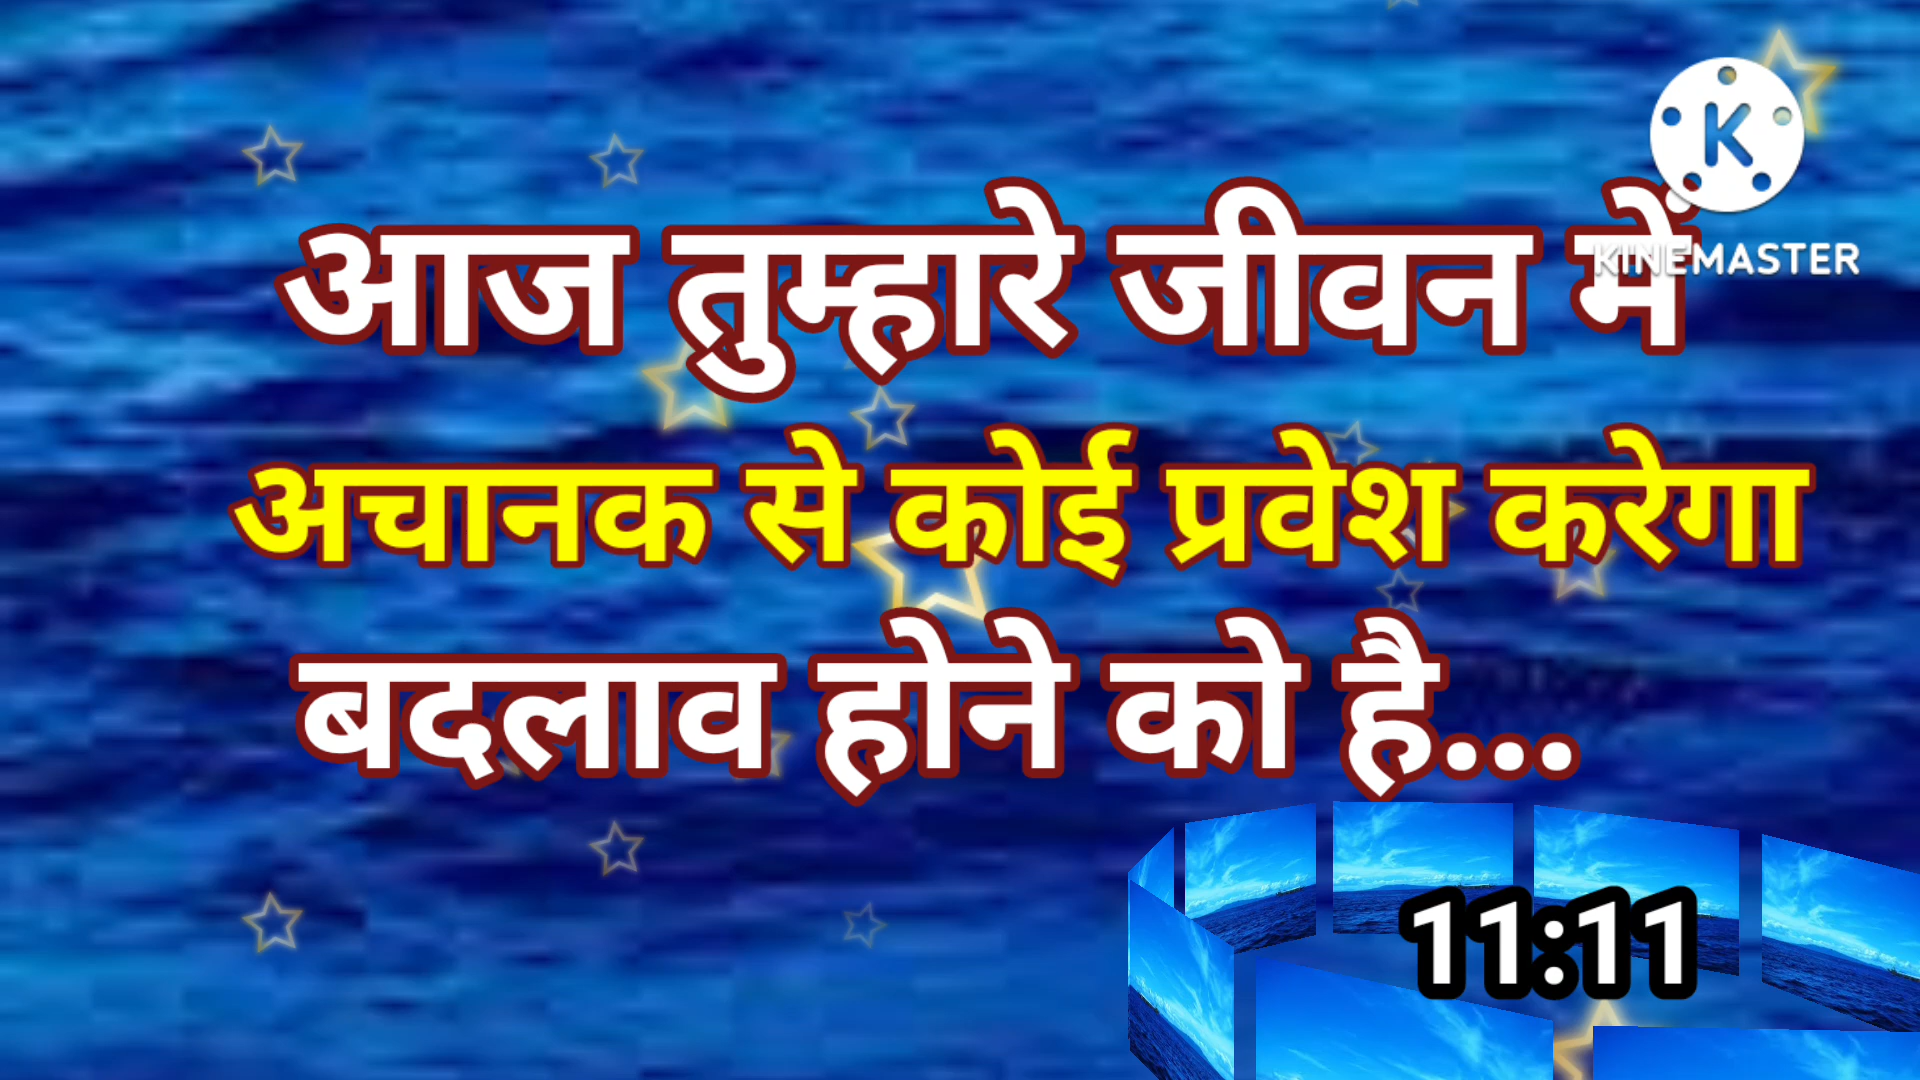 आज तुम्हारे जीवन में
KINEMASTER
अचानक से कोई प्रवेश करेगा
बदलाव होने को है...
11:11